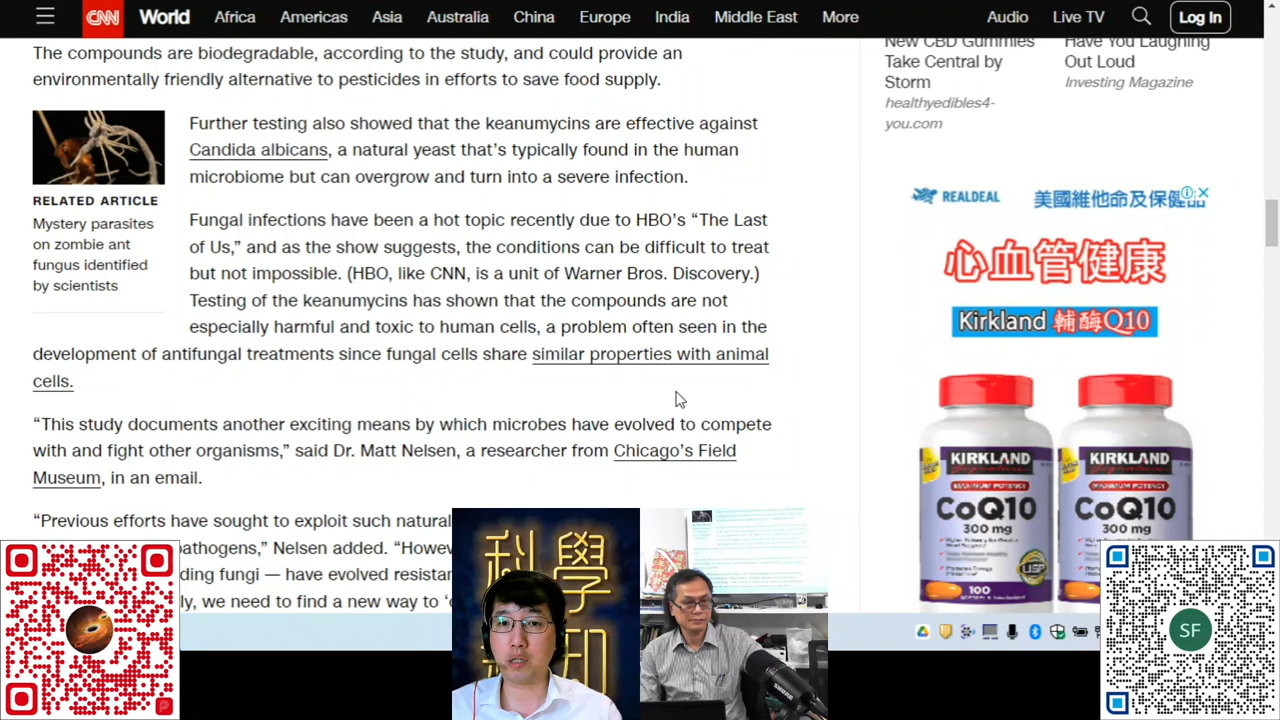 CNN World Africa Americas Asia Australia China Europe India Middle East More Audio Live TV Log In
The compounds are biodegradable, according to the study, and could provide an
environmentally friendly alternative to pesticides in efforts to save food supply.
RELATED ARTICLE
Mystery parasites
on zombie ant
fungus identified
by scientists
Further testing also showed that the keanumycins are effective against
Candida albicans, a natural yeast that's typically found in the human
microbiome but can overgrow and turn into a severe infection.
Fungal infections have been a hot topic recently due to HBO's “The Last
of Us,” and as the show suggests, the conditions can be difficult to treat
but not impossible. (HBO, like CNN, is a unit of Warner Bros. Discovery.)
Testing of the keanumycins has shown that the compounds are not
especially harmful and toxic to human cells, a problem often seen in the
development of antifungal treatments since fungal cells share similar properties with animal
cells.
“This study documents another exciting means by which microbes have evolved to compete
with and fight other organisms,” said Dr. Matt Nelsen, a researcher from Chicago's Field
Museum, in an email.
“Previous efforts have sought to exploit such natural
pathogens,” Nelsen added. “Howev
ding fungi — have evolved resistan
ly, we need to find a new way to
New CBD Gummies
Take Central by
Storm
healthyedibles4-
you.com
Have You Laughing
Out Loud
Investing Magazine
REALDEAL 美國維他命及保健品
心血管健康
Kirkland 輔酶Q10
KIRKLAND
Signature
MAXIMUM POTENCY
CoQ10
300 mg
USP
100
KIRKLAND
Signature
MAXIMUM POTENCY
CoQ10
300 mg
科學
知
SF